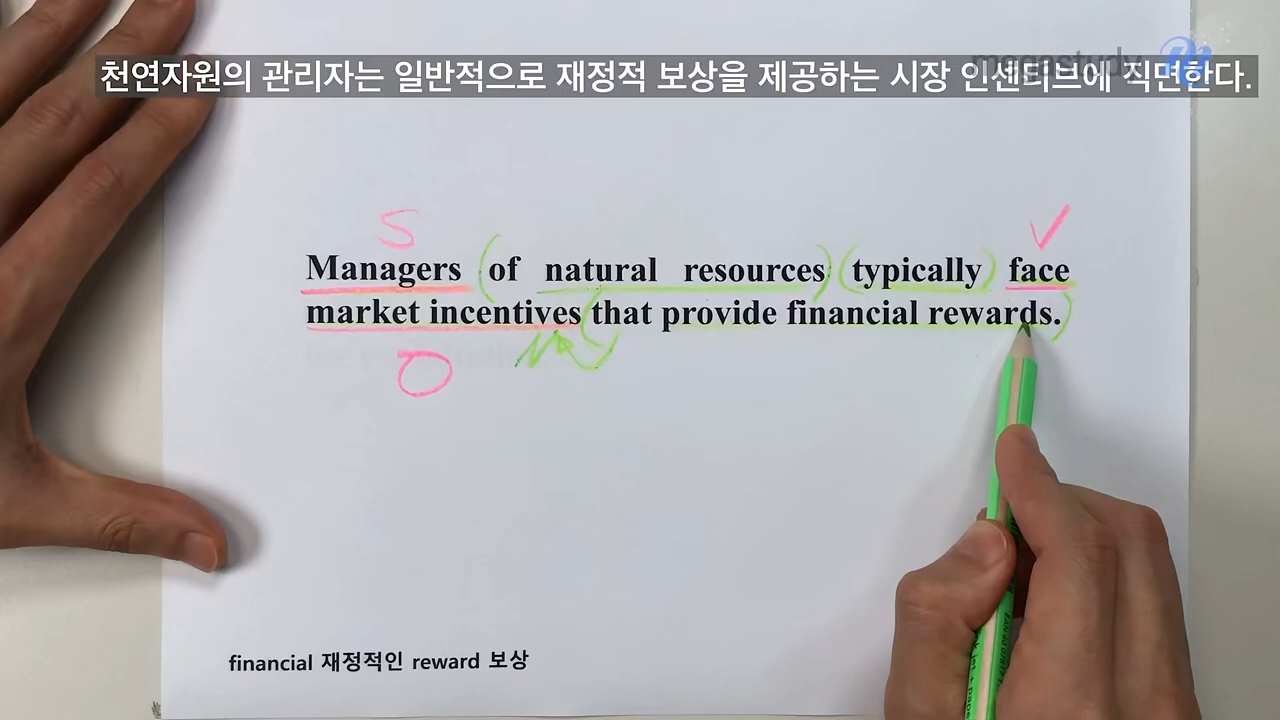 천연자원의 관리자는 일반적으로 재정적 보상을 제공하는 시장 인센티브에 직면한다.
megastudy
S
Managers (of natural resources) (typically) face
market incentives (that provide financial rewards.)
O
financial 재정적인 reward 보상